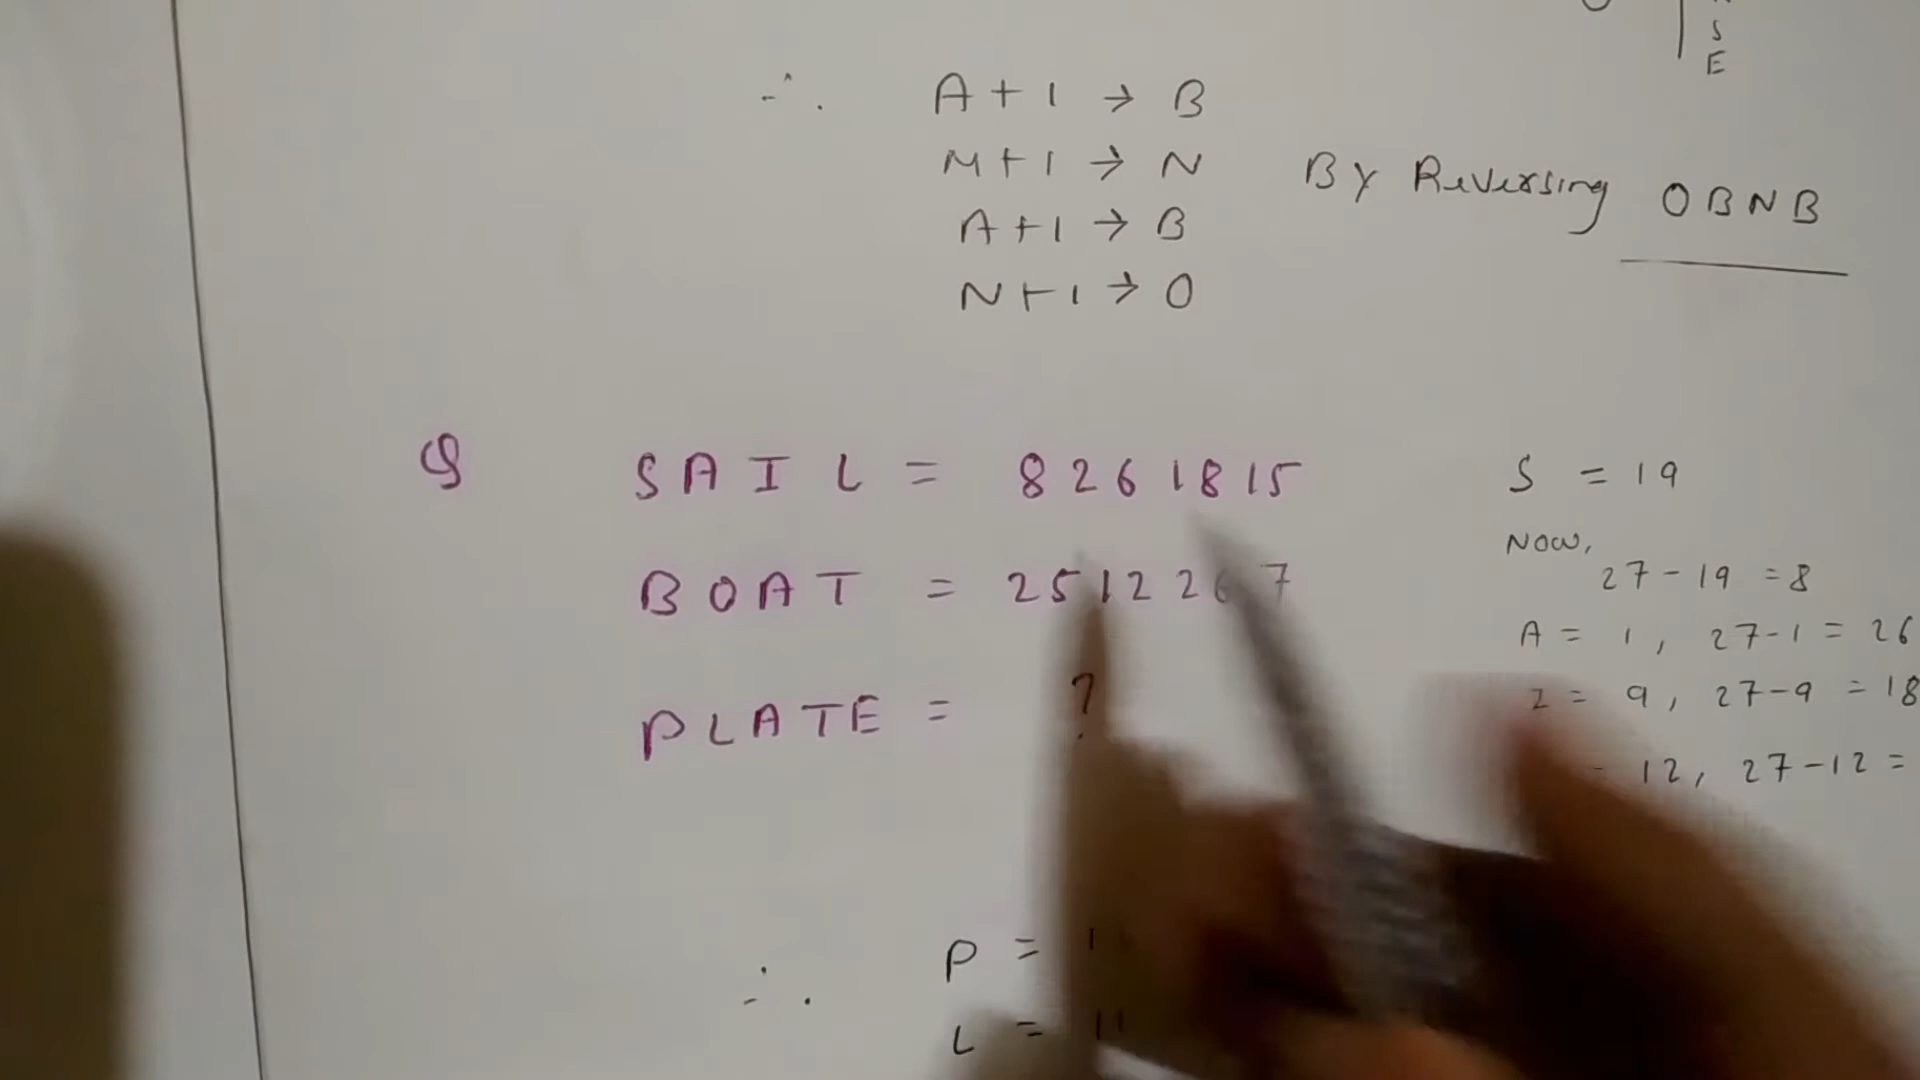 S
E
∴ A + 1 → B
M + 1 → N
By Reversing OBNB
A + 1 → B
N + 1 → O
Q SAIL = 8261815
S = 19
Now,
27 - 19 = 8
BOAT = 2512267
A = 1, 27-1 = 26
PLATE = ?
9, 27-9 = 18
12, 27-12 =
∴ P =
L =